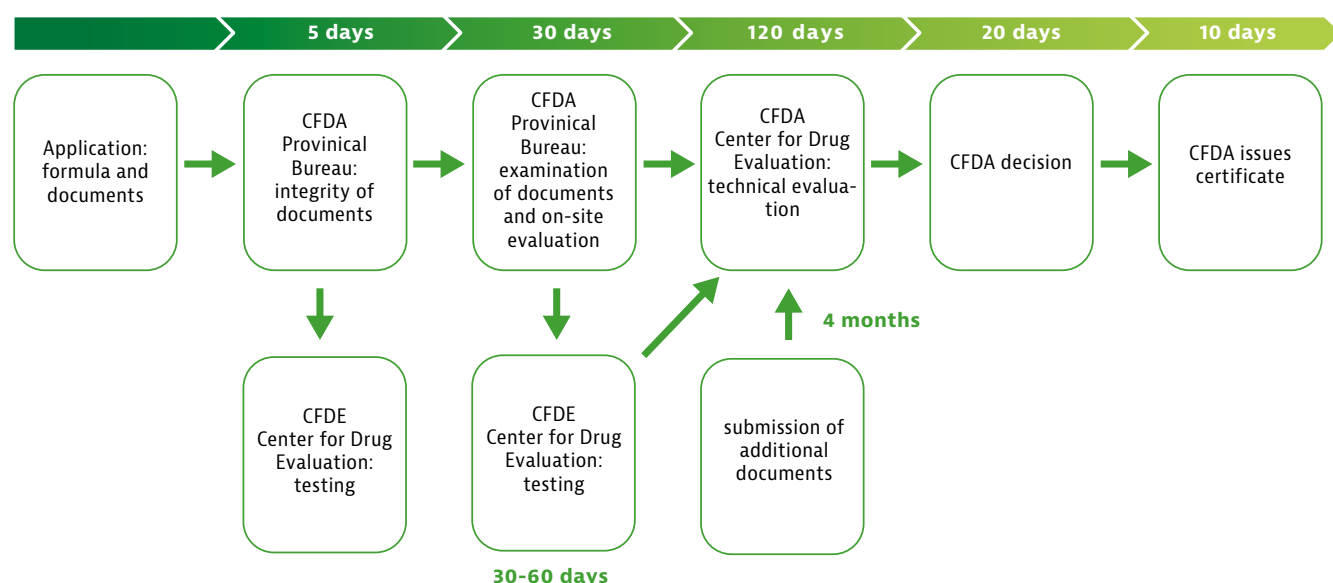 5 days
30 days
120 days
20 days
10 days
Application:
formula and
documents
CFDA
Provinical
Bureau:
integrity of
documents
CFDA
Provinical
Bureau:
examination
of documents
and on-site
evaluation
CFDA
Center for Drug
Evaluation:
technical evalua-
tion
CFDA decision
CFDA issues
certificate
4 months
CFDE
Center for Drug
Evaluation:
testing
CFDE
Center for Drug
Evaluation:
testing
submission of
additional
documents
30-60 days